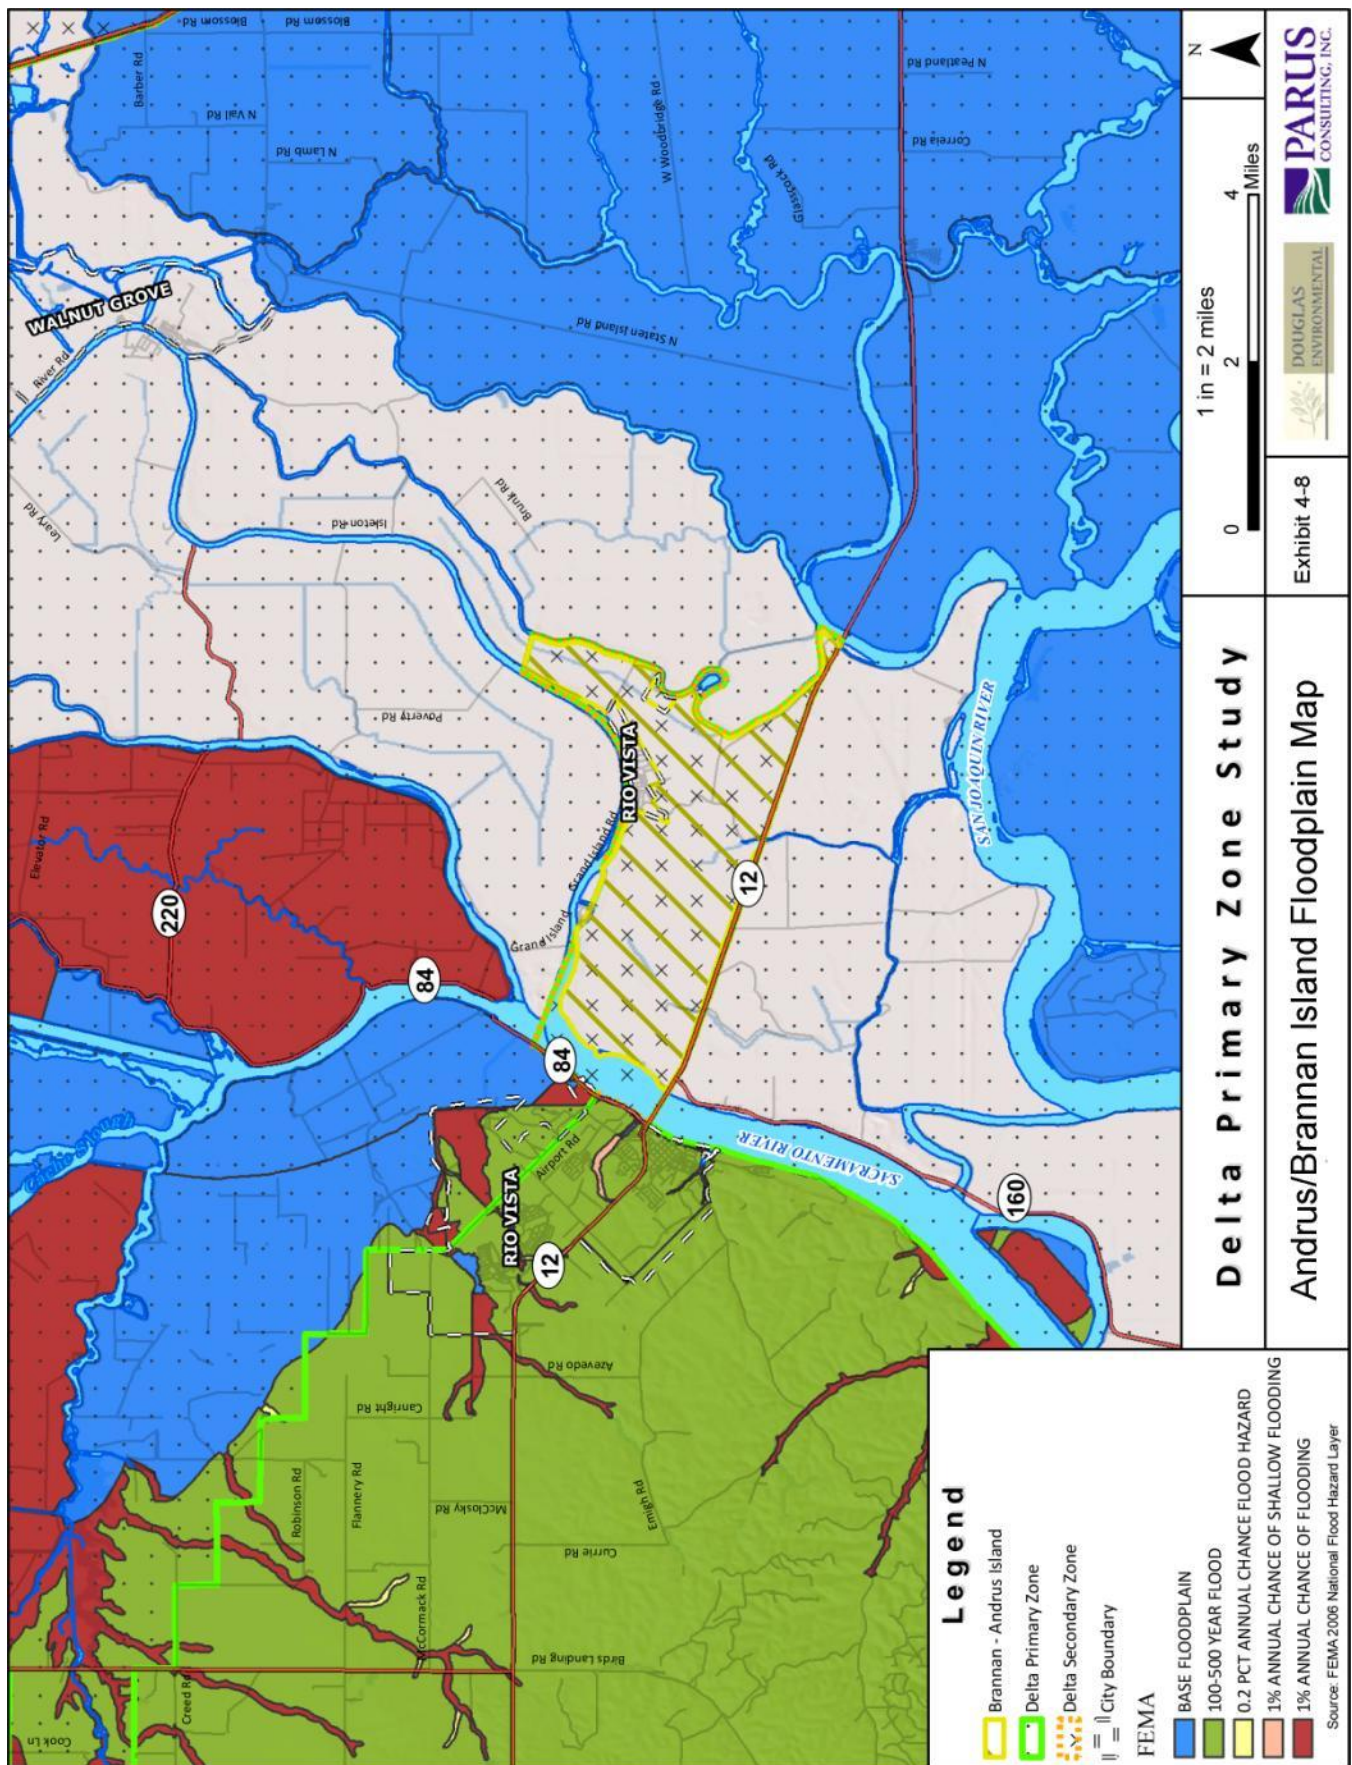 Blossom Rd
Blossom Rd
Barber Rd
N Vail Rd
N Lamb Rd
W Woodbridge Rd
N Peatland Rd
Correia Rd
Glasscock Rd
N Staten Island Rd
WALNUT GROVE
River Rd
Leary Rd
Isleton Rd
Brunk Rd
Poverty Rd
Elevator Rd
220
84
Grand Island Rd
Grand Island
RIO VISTA
12
SAN JOAQUIN RIVER
84
Cache Slough
Airport Rd
RIO VISTA
12
SACRAMENTO RIVER
160
Azevedo Rd
Canright Rd
Robinson Rd
Flannery Rd
McClosky Rd
Currie Rd
Emigh Rd
McCormack Rd
Birds Landing Rd
Creed Rd
Cook Ln
Legend
Brannan - Andrus Island
Delta Primary Zone
Delta Secondary Zone
City Boundary
FEMA
BASE FLOODPLAIN
100-500 YEAR FLOOD
0.2 PCT ANNUAL CHANCE FLOOD HAZARD
1% ANNUAL CHANCE OF SHALLOW FLOODING
1% ANNUAL CHANCE OF FLOODING
Source: FEMA 2006 National Flood Hazard Layer
Delta Primary Zone Study
Andrus/Brannan Island Floodplain Map
1 in = 2 miles
0 2 4
Miles
N
Exhibit 4-8
DOUGLAS
ENVIRONMENTAL
PARUS
CONSULTING, INC.